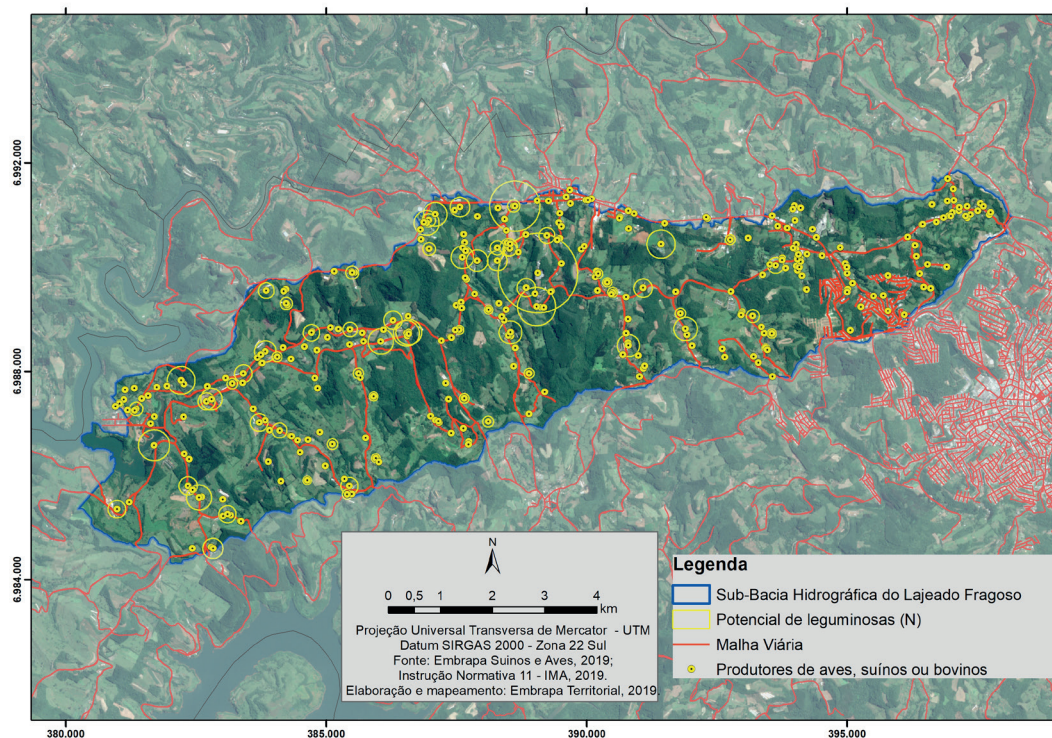 6.992.000
6.988.000
6.984.000
N
0 0,5 1 2 3 4
km
Projeção Universal Transversa de Mercator - UTM
Datum SIRGAS 2000 - Zona 22 Sul
Fonte: Embrapa Suinos e Aves, 2019;
Instrução Normativa 11 - IMA, 2019.
Elaboração e mapeamento: Embrapa Territorial, 2019.
Legenda
Sub-Bacia Hidrográfica do Lajeado Fragoso
Potencial de leguminosas (N)
Malha Viária
Produtores de aves, suínos ou bovinos
380.000 385.000 390.000 395.000